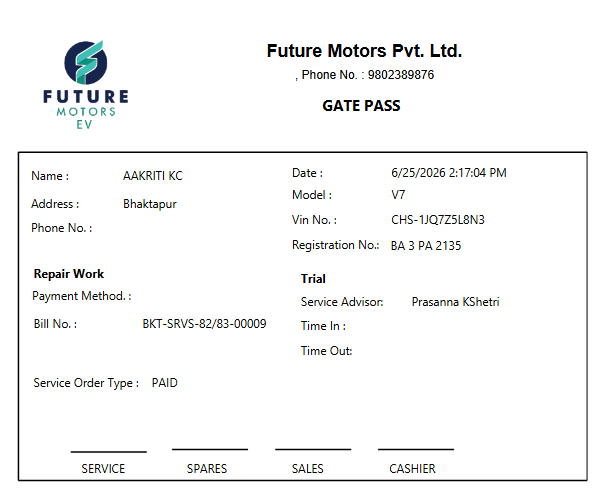 FUTURE
MOTORS
EV
Future Motors Pvt. Ltd.
, Phone No. : 9802389876
GATE PASS
Name : AAKRITI KC
Address : Bhaktapur
Phone No. :
Date : 6/25/2026 2:17:04 PM
Model : V7
Vin No. : CHS-1JQ7Z5L8N3
Registration No.: BA 3 PA 2135
Repair Work
Payment Method. :
Bill No. : BKT-SRVS-82/83-00009
Trial
Service Advisor: Prasanna KShetri
Time In :
Time Out:
Service Order Type : PAID
SERVICE SPARES SALES CASHIER